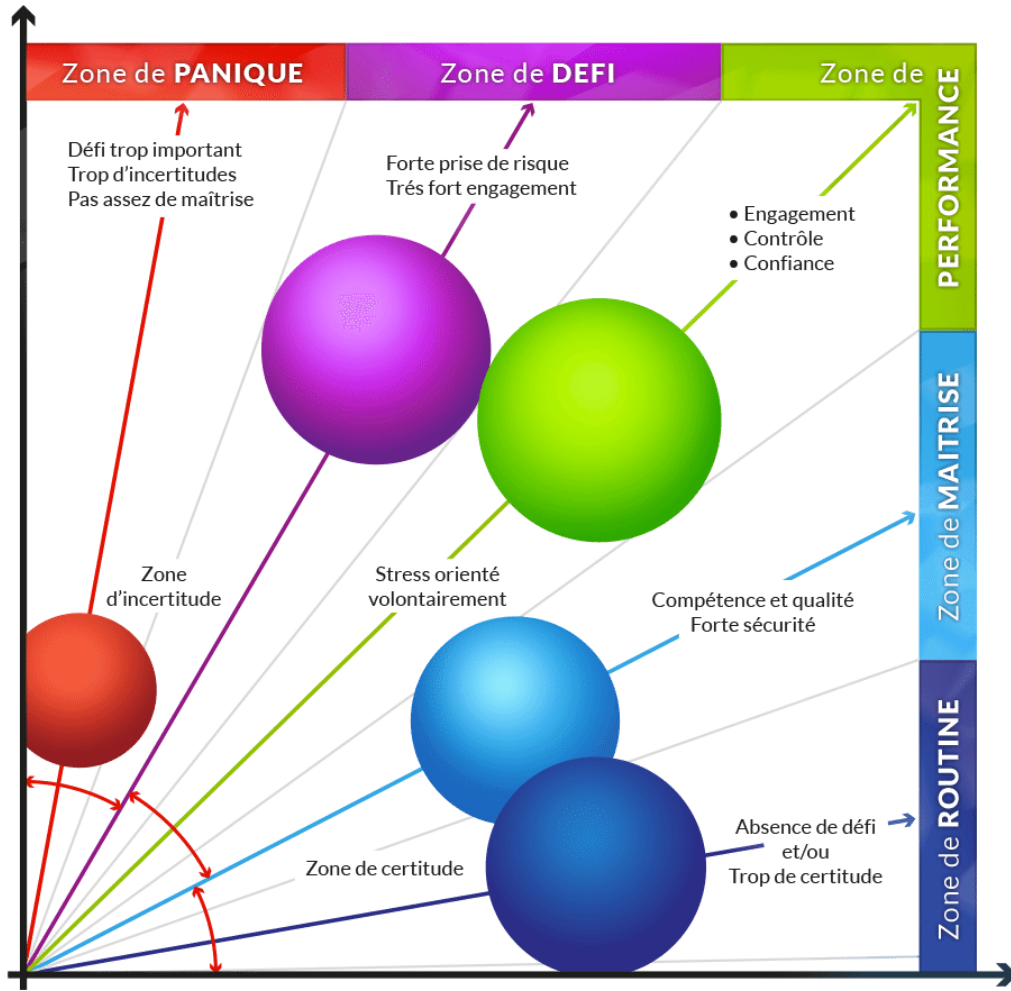 Zone de PANIQUE
Zone de DEFI
Zone de PERFORMANCE
Défi trop important
Trop d'incertitudes
Pas assez de maîtrise
Forte prise de risque
Trés fort engagement
• Engagement
• Contrôle
• Confiance
Zone de MAITRISE
Zone
d'incertitude
Stress orienté
volontairement
Compétence et qualité
Forte sécurité
Zone de ROUTINE
Zone de certitude
Absence de défi
et/ou
Trop de certitude